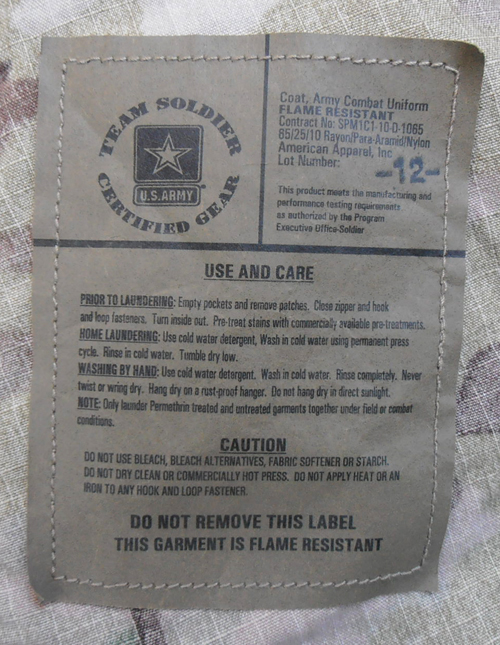 TEAM SOLDIER
U.S.ARMY
CERTIFIED GEAR
Coat, Army Combat Uniform
FLAME RESISTANT
Contract No: SPM1C1-10-D-1065
85/25/10 Rayon/Para-Aramid/Nylon
American Apparel, Inc
Lot Number: -12-
This product meets the manufacturing and
performance testing requirements
as authorized by the Program
Executive Office-Soldier
USE AND CARE
PRIOR TO LAUNDERING: Empty pockets and remove patches. Close zipper and hook
and loop fasteners. Turn inside out. Pre-treat stains with commercially available pre-treatments.
HOME LAUNDERING: Use cold water detergent, Wash in cold water using permanent press
cycle. Rinse in cold water. Tumble dry low.
WASHING BY HAND: Use cold water detergent. Wash in cold water. Rinse completely. Never
twist or wring dry. Hang dry on a rust-proof hanger. Do not hang dry in direct sunlight.
NOTE: Only launder Permethrin treated and untreated garments together under field or combat
conditions.
CAUTION
DO NOT USE BLEACH, BLEACH ALTERNATIVES, FABRIC SOFTENER OR STARCH.
DO NOT DRY CLEAN OR COMMERCIALLY HOT PRESS. DO NOT APPLY HEAT OR AN
IRON TO ANY HOOK AND LOOP FASTENER.
DO NOT REMOVE THIS LABEL
THIS GARMENT IS FLAME RESISTANT